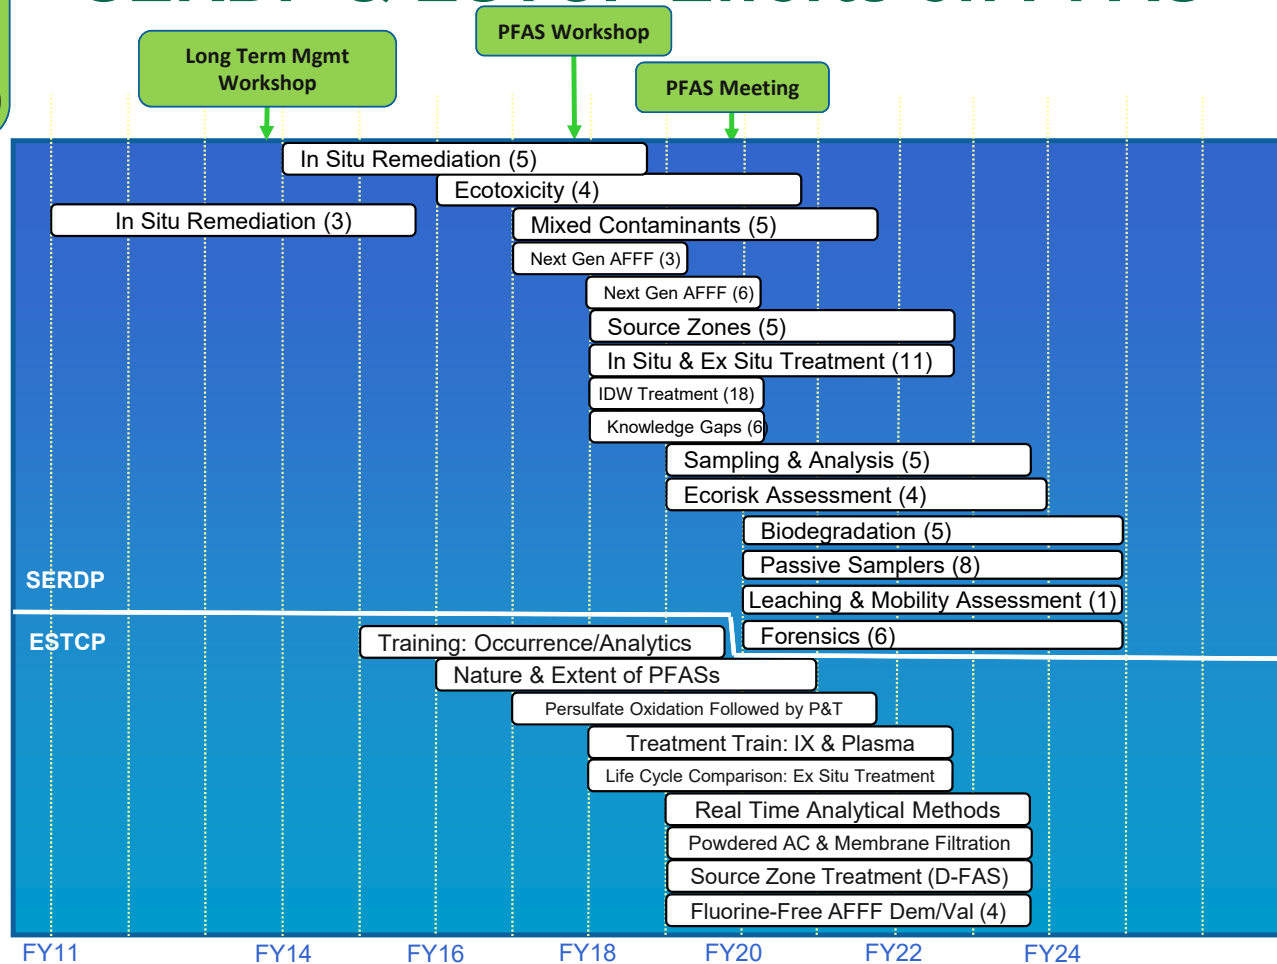 SERDP & ESTCP Efforts on PFAS
PFAS Workshop
Long Term Mgmt
Workshop
PFAS Meeting
In Situ Remediation (5)
Ecotoxicity (4)
In Situ Remediation (3)
Mixed Contaminants (5)
Next Gen AFFF (3)
Next Gen AFFF (6)
Source Zones (5)
In Situ & Ex Situ Treatment (11)
IDW Treatment (18)
Knowledge Gaps (6)
Sampling & Analysis (5)
Ecorisk Assessment (4)
Biodegradation (5)
Passive Samplers (8)
SERDP
Leaching & Mobility Assessment (1)
Forensics (6)
ESTCP
Training: Occurrence/Analytics
Nature & Extent of PFASs
Persulfate Oxidation Followed by P&T
Treatment Train: IX & Plasma
Life Cycle Comparison: Ex Situ Treatment
Real Time Analytical Methods
Powdered AC & Membrane Filtration
Source Zone Treatment (D-FAS)
Fluorine-Free AFFF Dem/Val (4)
FY11 FY14 FY16 FY18 FY20 FY22 FY24